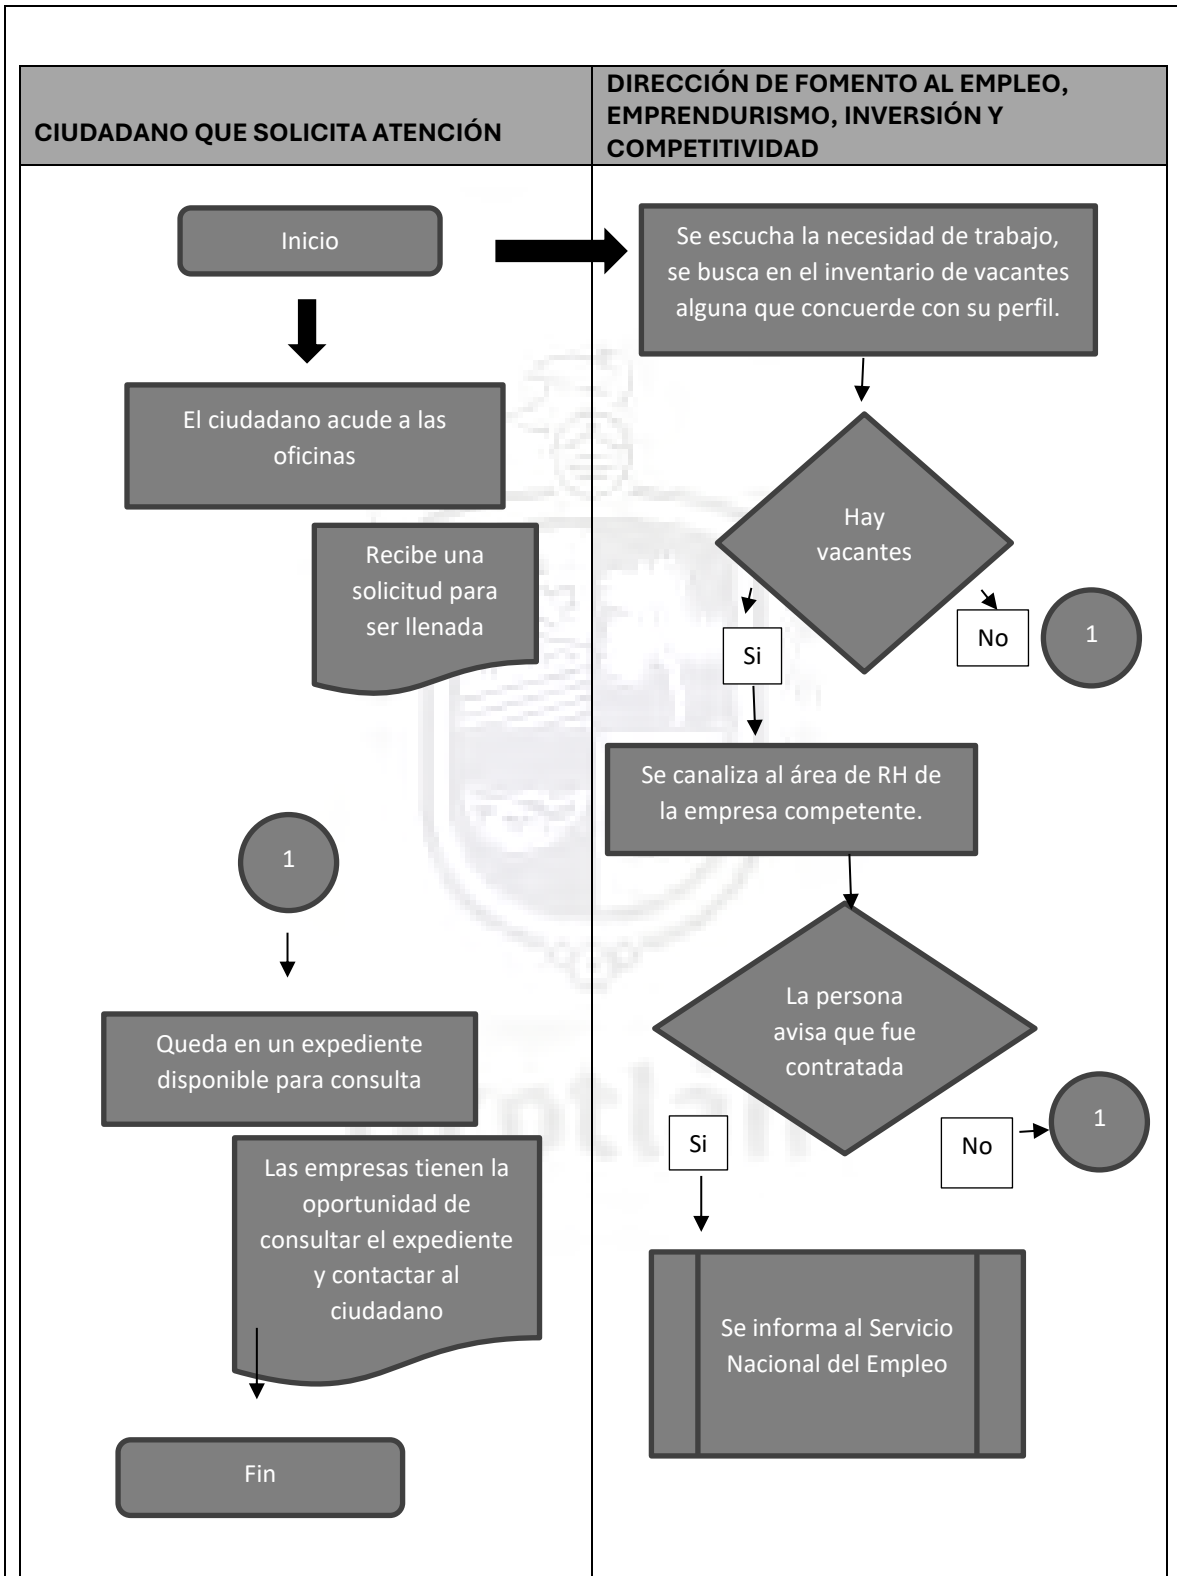 CIUDADANO QUE SOLICITA ATENCIÓN
DIRECCIÓN DE FOMENTO AL EMPLEO,
EMPRENDURISMO, INVERSIÓN Y
COMPETITIVIDAD
Inicio
El ciudadano acude a las
oficinas
Recibe una
solicitud para
ser llenada
1
Queda en un expediente
disponible para consulta
Las empresas tienen la
oportunidad de
consultar el expediente
y contactar al
ciudadano
Fin
Se escucha la necesidad de trabajo,
se busca en el inventario de vacantes
alguna que concuerde con su perfil.
Hay
vacantes
Si
No
1
Se canaliza al área de RH de
la empresa competente.
La persona
avisa que fue
contratada
Si
No
1
Se informa al Servicio
Nacional del Empleo